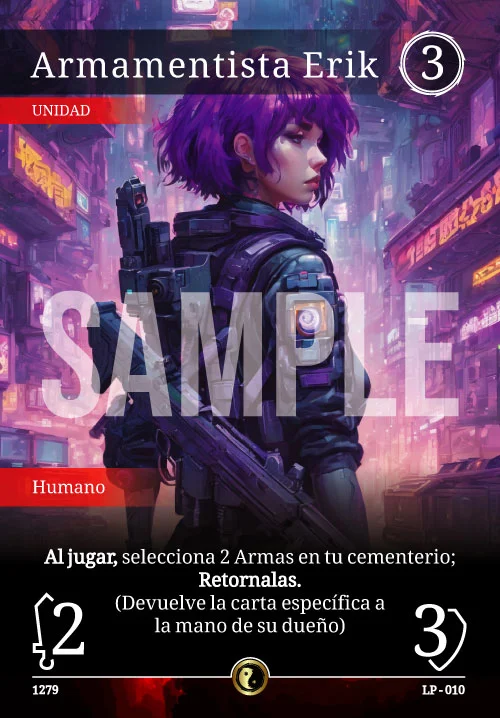 Armamentista Erik
3
UNIDAD
SAMPLE
Humano
Al jugar, selecciona 2 Armas en tu cementerio;
Retornalas.
(Devuelve la carta específica a
la mano de su dueño)
2
3
1279
LP-010